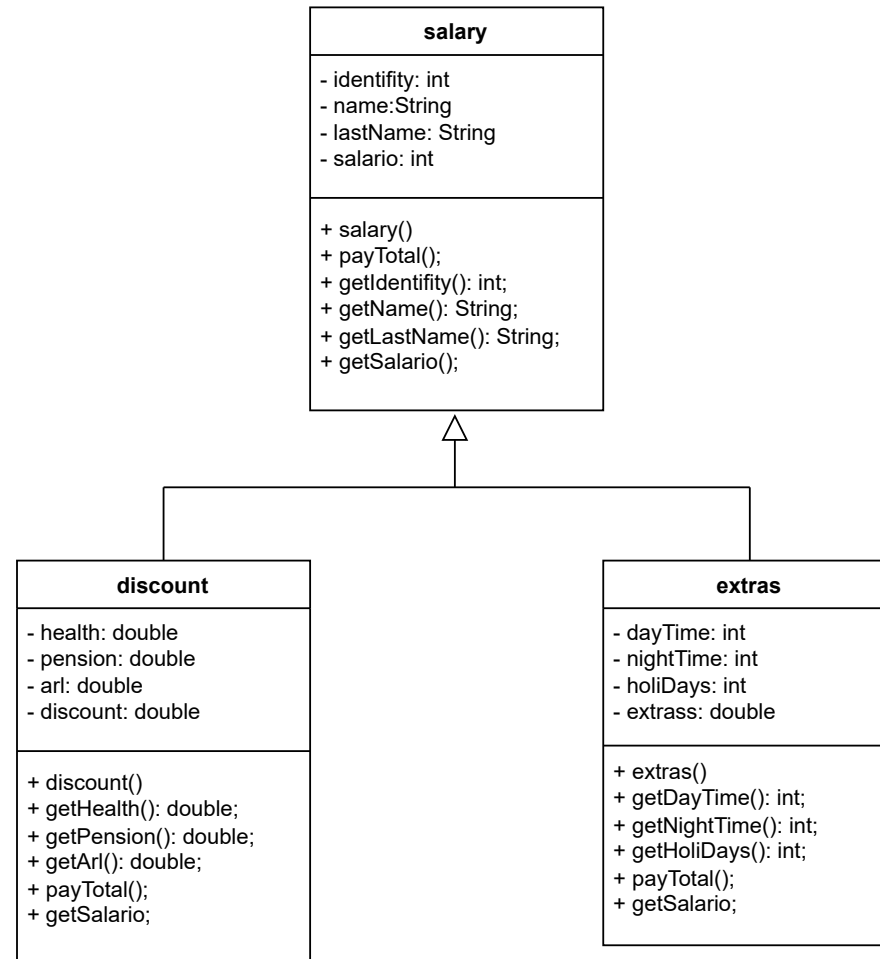 salary
- identifity: int
- name:String
- lastName: String
- salario: int
+ salary()
+ payTotal();
+ getIdentifity(): int;
+ getName(): String;
+ getLastName(): String;
+ getSalario();
discount
- health: double
- pension: double
- arl: double
- discount: double
+ discount()
+ getHealth(): double;
+ getPension(): double;
+ getArl(): double;
+ payTotal();
+ getSalario;
extras
- dayTime: int
- nightTime: int
- holiDays: int
- extrass: double
+ extras()
+ getDayTime(): int;
+ getNightTime(): int;
+ getHoliDays(): int;
+ payTotal();
+ getSalario;